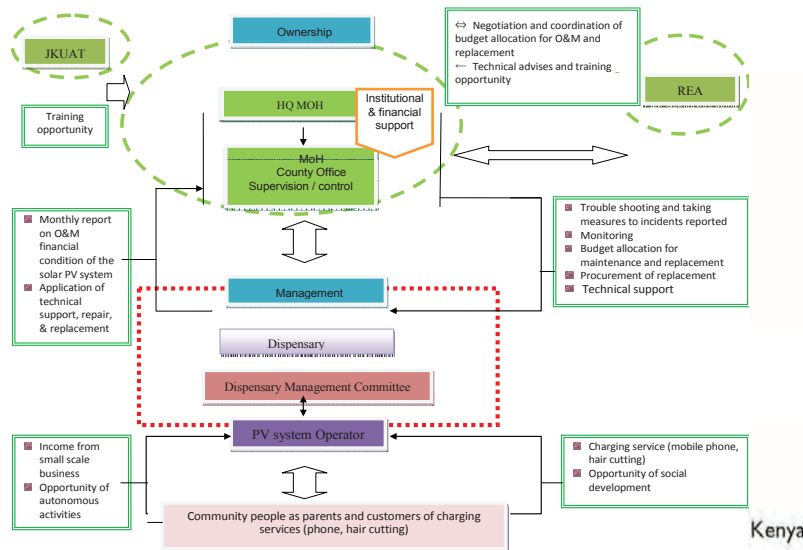 JKUAT
Ownership
⇔ Negotiation and coordination of
budget allocation for O&M and
replacement
← Technical advises and training
opportunity
REA
Training
opportunity
HQ MOH
Institutional
& financial
support
MoH
County Office
Supervision / control
Monthly report
on O&M
financial
condition of the
solar PV system
Application of
technical
support, repair,
& replacement
Trouble shooting and taking
measures to incidents reported
Monitoring
Budget allocation for
maintenance and replacement
Procurement of replacement
Technical support
Management
Dispensary
Dispensary Management Committee
PV system Operator
Income from
small scale
business
Opportunity of
autonomous
activities
Charging service (mobile phone,
hair cutting)
Opportunity of social
development
Community people as parents and customers of charging
services (phone, hair cutting)
Kenya